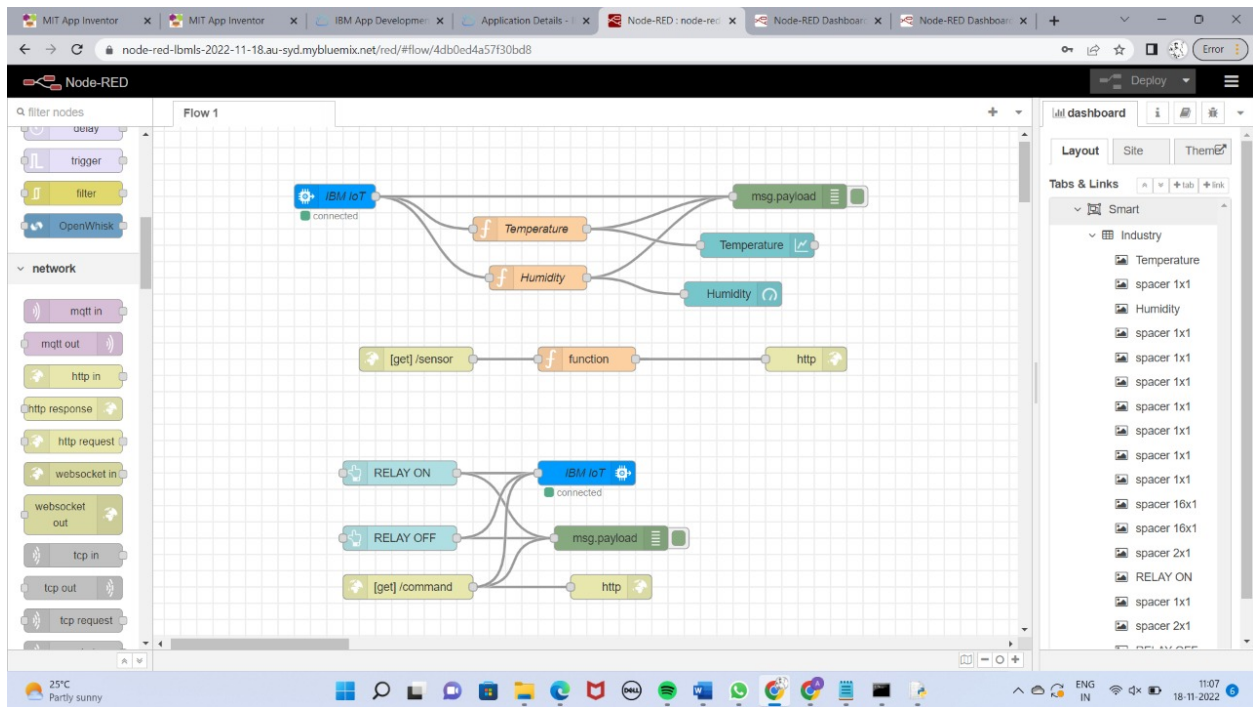 MIT App Inventor
MIT App Inventor
IBM App Developmen
Application Details - I
Node-RED : node-red
Node-RED Dashboard
Node-RED Dashboard
node-red-lbmls-2022-11-18.au-syd.mybluemix.net/red/#flow/4db0ed4a57f30bd8
Error
Node-RED
Deploy
filter nodes
Flow 1
dashboard
i
delay
trigger
filter
OpenWhisk
network
mqtt in
mqtt out
http in
http response
http request
websocket in
websocket
out
tcp in
tcp out
tcp request
IBM IoT
connected
msg.payload
Temperature
Temperature
Humidity
Humidity
[get] /sensor
function
http
RELAY ON
IBM IoT
connected
RELAY OFF
msg.payload
[get] /command
http
Layout
Site
Theme
Tabs & Links
+tab
+link
Smart
Industry
Temperature
spacer 1x1
Humidity
spacer 1x1
spacer 1x1
spacer 1x1
spacer 1x1
spacer 1x1
spacer 1x1
spacer 1x1
spacer 16x1
spacer 16x1
spacer 2x1
RELAY ON
spacer 1x1
spacer 2x1
RELAY OFF
25°C
Partly sunny
DELL
ENG
IN
11:07
18-11-2022
6